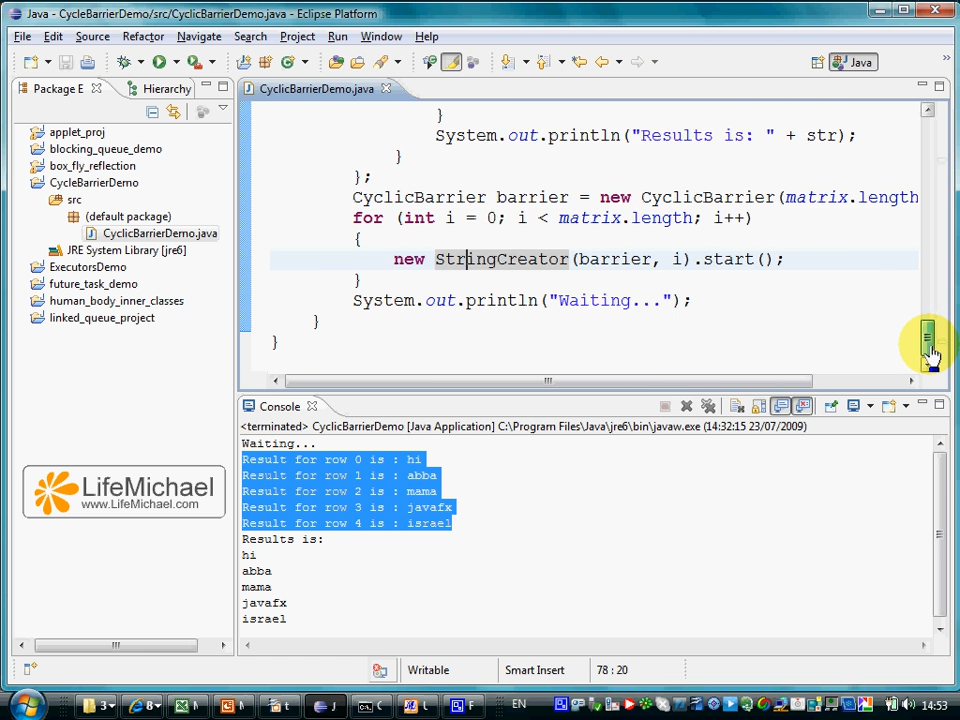 Java - CycleBarrierDemo/src/CyclicBarrierDemo.java - Eclipse Platform
File Edit Source Refactor Navigate Search Project Run Window Help
Java
Package E
Hierarchy
CyclicBarrierDemo.java
applet_proj
blocking_queue_demo
box_fly_reflection
CycleBarrierDemo
src
(default package)
CyclicBarrierDemo.java
JRE System Library [jre6]
ExecutorsDemo
future_task_demo
human_body_inner_classes
linked_queue_project
}
System.out.println("Results is: " + str);
}
};
CyclicBarrier barrier = new CyclicBarrier(matrix.length
for (int i = 0; i < matrix.length; i++)
{
new StringCreator(barrier, i).start();
}
System.out.println("Waiting...");
}
}
Console
<terminated> CyclicBarrierDemo [Java Application] C:\Program Files\Java\jre6\bin\javaw.exe (14:32:15 23/07/2009)
Waiting...
Result for row 0 is : hi
Result for row 1 is : abba
Result for row 2 is : mama
Result for row 3 is : javafx
Result for row 4 is : israel
Results is:
hi
abba
mama
javafx
israel
LifeMichael
www.LifeMichael.com
Writable
Smart Insert
78 : 20
3
8
EN
14:53